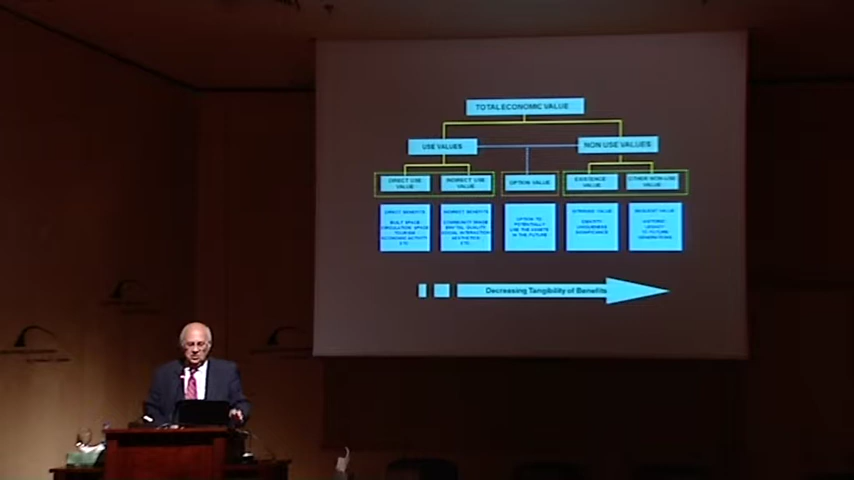 TOTAL ECONOMIC VALUE
USE VALUES
NON USE VALUES
DIRECT USE
VALUE
INDIRECT USE
VALUE
OPTION VALUE
EXISTENCE
VALUE
OTHER NON-USE
VALUE
DIRECT BENEFITS
BUILT SPACE
CIRCULATION, SPACE
TOURISM
ECONOMIC ACTIVITY
ETC
INDIRECT BENEFITS
COMMUNITY IMAGE
QUALITY
SOCIAL INTERACTION
AESTHETICS
ETC.
OPTION TO
POTENTIALLY
USE THE ASSETS
IN THE FUTURE
VALUE
IDENTITY
UNIQUENESS
SIGNIFICANCE
BEQUEST VALUE
HISTORIC
LEGACY
TO FUTURE
GENERATIONS
Decreasing Tangibility of Benefits